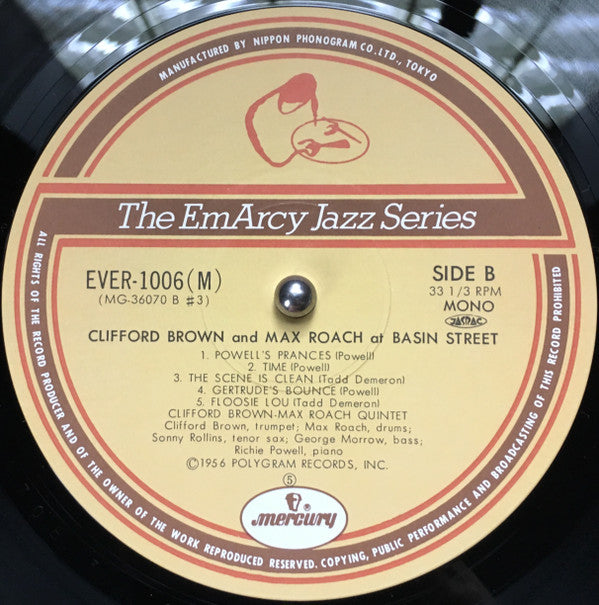 MANUFACTURED BY NIPPON PHONOGRAM CO. LTD., TOKYO
The EmArcy Jazz Series
EVER-1006(M)
(MG-36070 B #3)
SIDE B
33 1/3 RPM
MONO
JASRAC
CLIFFORD BROWN and MAX ROACH at BASIN STREET
1. POWELL'S PRANCES (Powell)
2. TIME (Powell)
3. THE SCENE IS CLEAN (Tadd Demeron)
4. GERTRUDE'S BOUNCE (Powell)
5. FLOOSIE LOU (Tadd Demeron)
CLIFFORD BROWN-MAX ROACH QUINTET
Clifford Brown, trumpet; Max Roach, drums;
Sonny Rollins, tenor sax; George Morrow, bass;
Richie Powell, piano
Ⓒ1956 POLYGRAM RECORDS, INC.
⑤
mercury
ALL RIGHTS OF THE RECORD PRODUCER AND OF THE OWNER OF THE WORK REPRODUCED RESERVED. COPYING, PUBLIC PERFORMANCE AND BROADCASTING OF THIS RECORD PROHIBITED